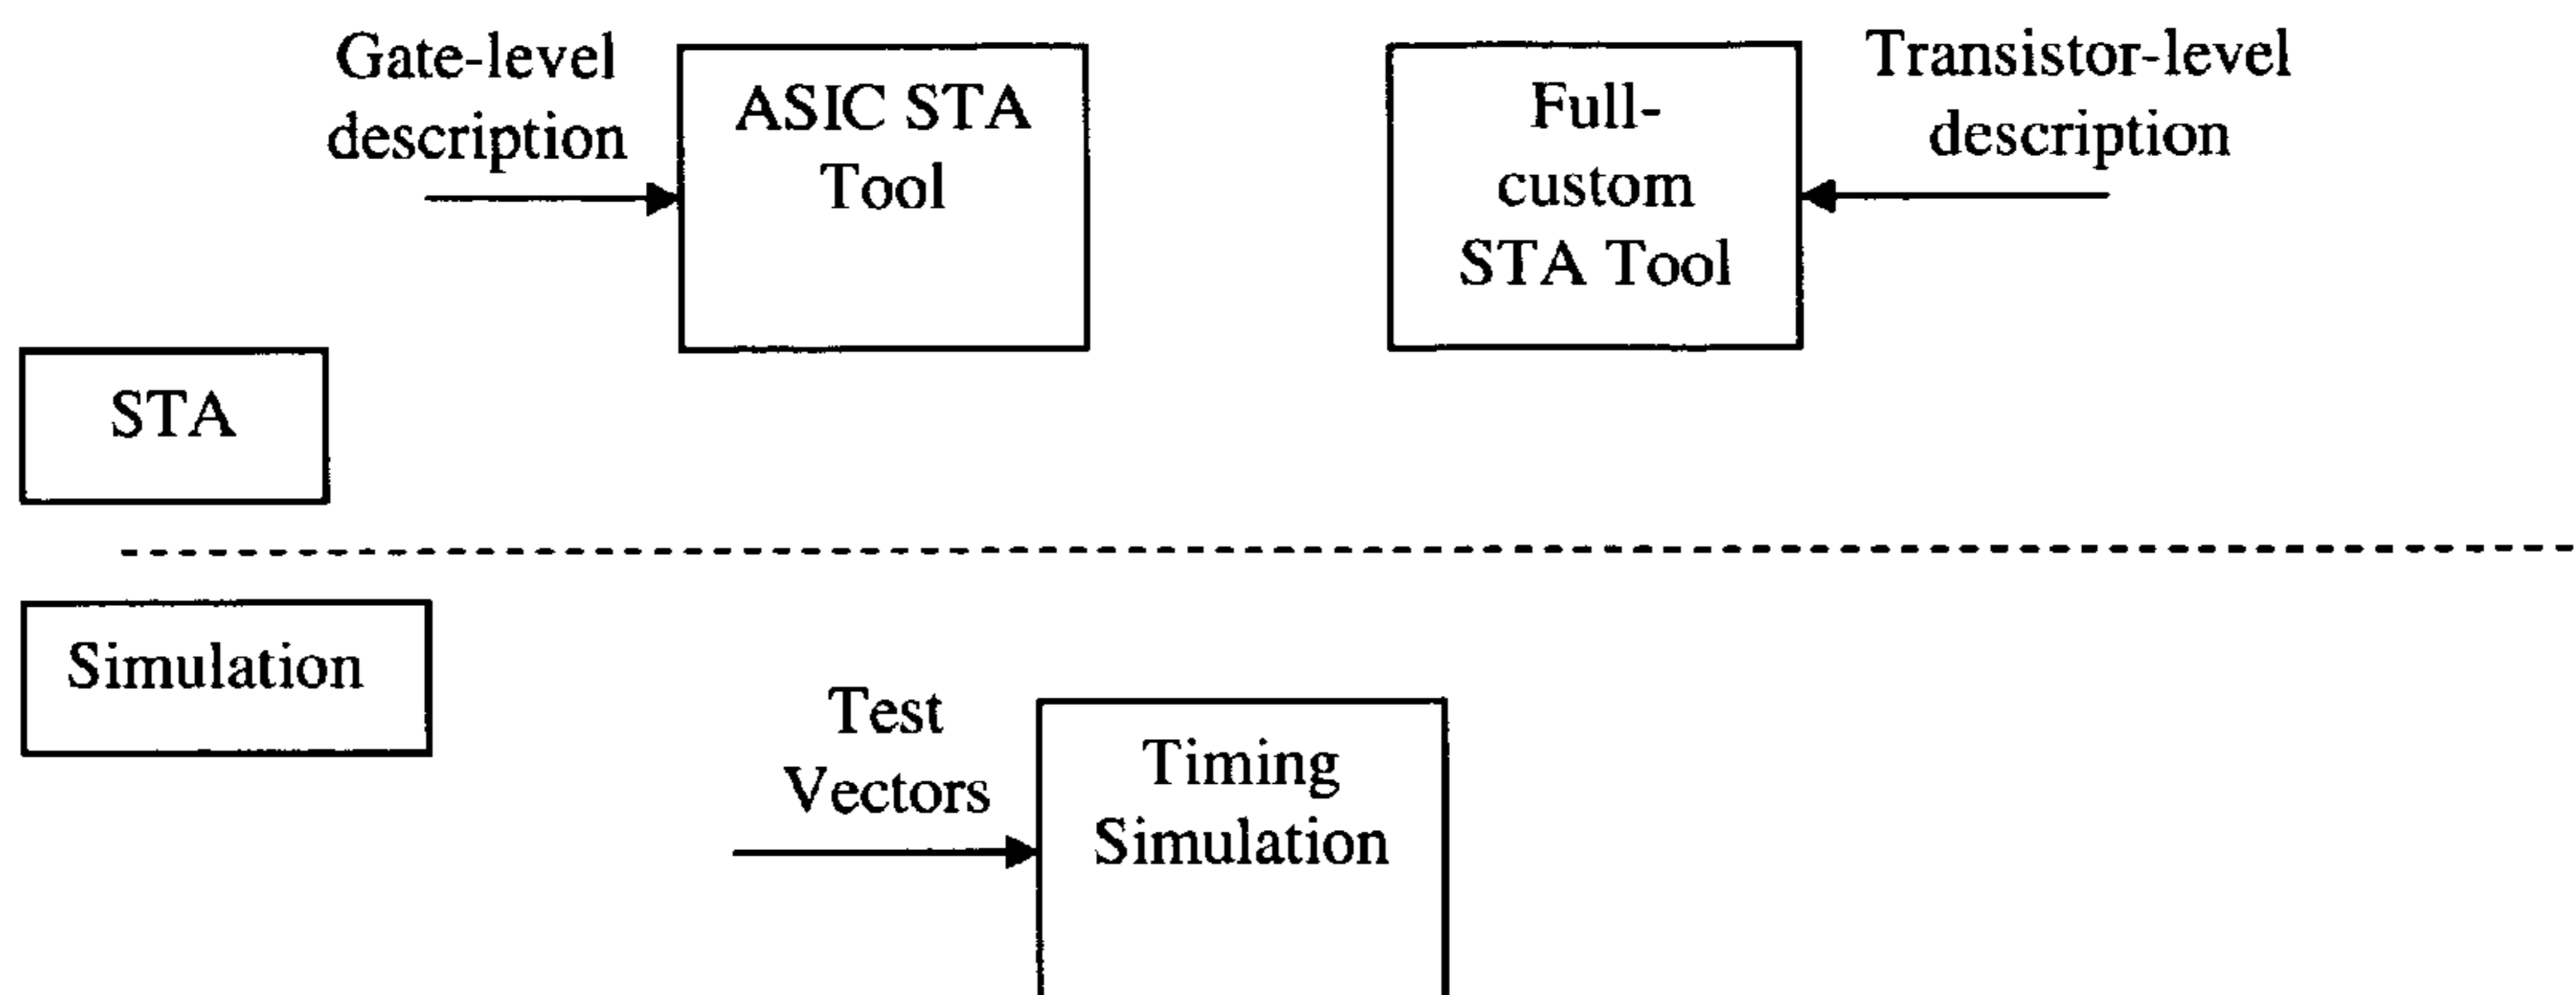 Gate-level
description
ASIC STA
Tool
Full-
custom
STA Tool
Transistor-level
description
STA
Simulation
Test
Vectors
Timing
Simulation